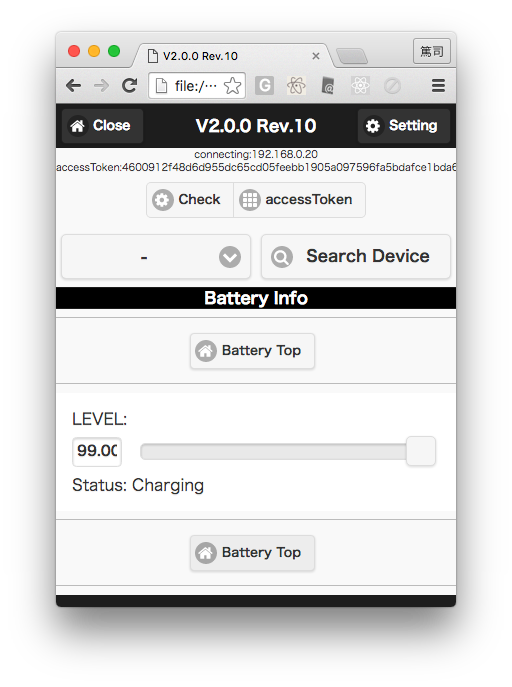 V2.0.0 Rev.10
篤司
file:/…
Close
V2.0.0 Rev.10
Setting
connecting:192.168.0.20
accessToken:4600912f48d6d955dc65cd05feebb1905a097596fa5bdafce1bda6
Check
accessToken
-
Search Device
Battery Info
Battery Top
LEVEL:
99.00
Status: Charging
Battery Top